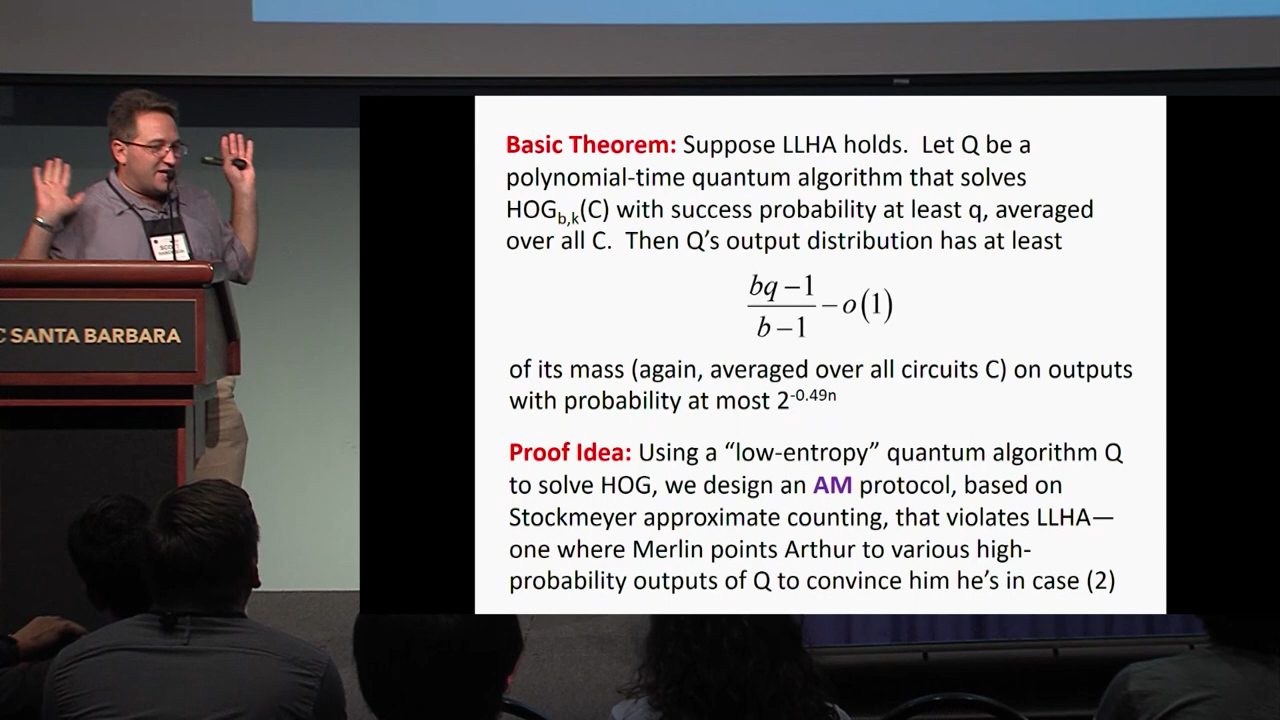 Basic Theorem: Suppose LLHA holds. Let Q be a
polynomial-time quantum algorithm that solves
HOG_b,k(C) with success probability at least q, averaged
over all C. Then Q's output distribution has at least
bq − 1
b − 1
− o(1)
of its mass (again, averaged over all circuits C) on outputs
with probability at most 2^-0.49n
Proof Idea: Using a “low-entropy” quantum algorithm Q
to solve HOG, we design an AM protocol, based on
Stockmeyer approximate counting, that violates LLHA—
one where Merlin points Arthur to various high-
probability outputs of Q to convince him he's in case (2)
C SANTA BARBARA